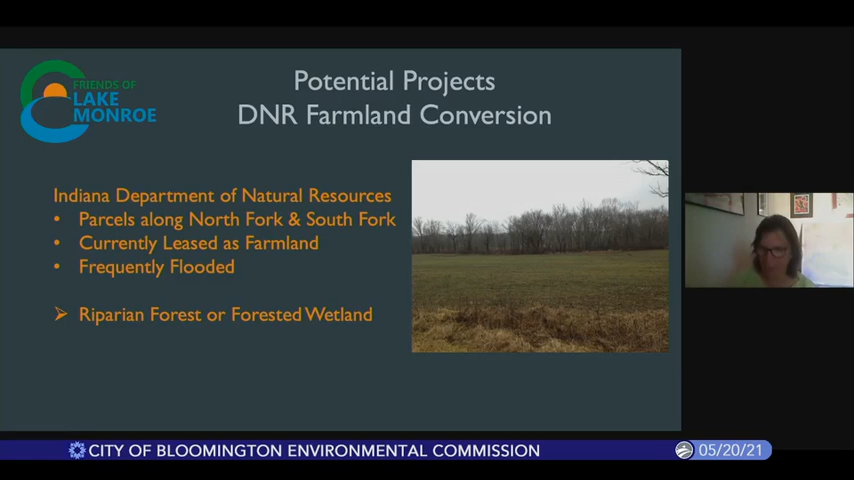 FRIENDS OF
LAKE
MONROE
Potential Projects
DNR Farmland Conversion
Indiana Department of Natural Resources
• Parcels along North Fork & South Fork
• Currently Leased as Farmland
• Frequently Flooded
➢ Riparian Forest or Forested Wetland
CITY OF BLOOMINGTON ENVIRONMENTAL COMMISSION
05/20/21